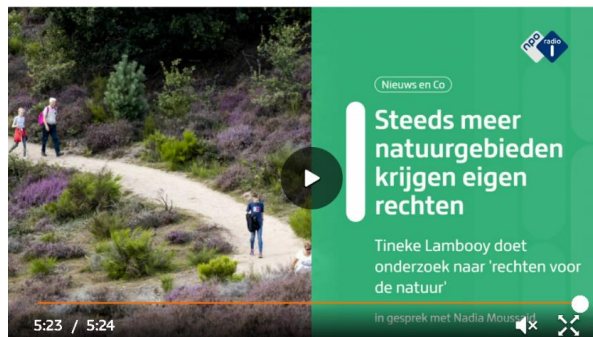 npo
radio
1
Nieuws en Co
Steeds meer
natuurgebieden
krijgen eigen
rechten
Tineke Lambooy doet
onderzoek naar 'rechten voor
de natuur'
in gesprek met Nadia Moussaid
5:23 / 5:24